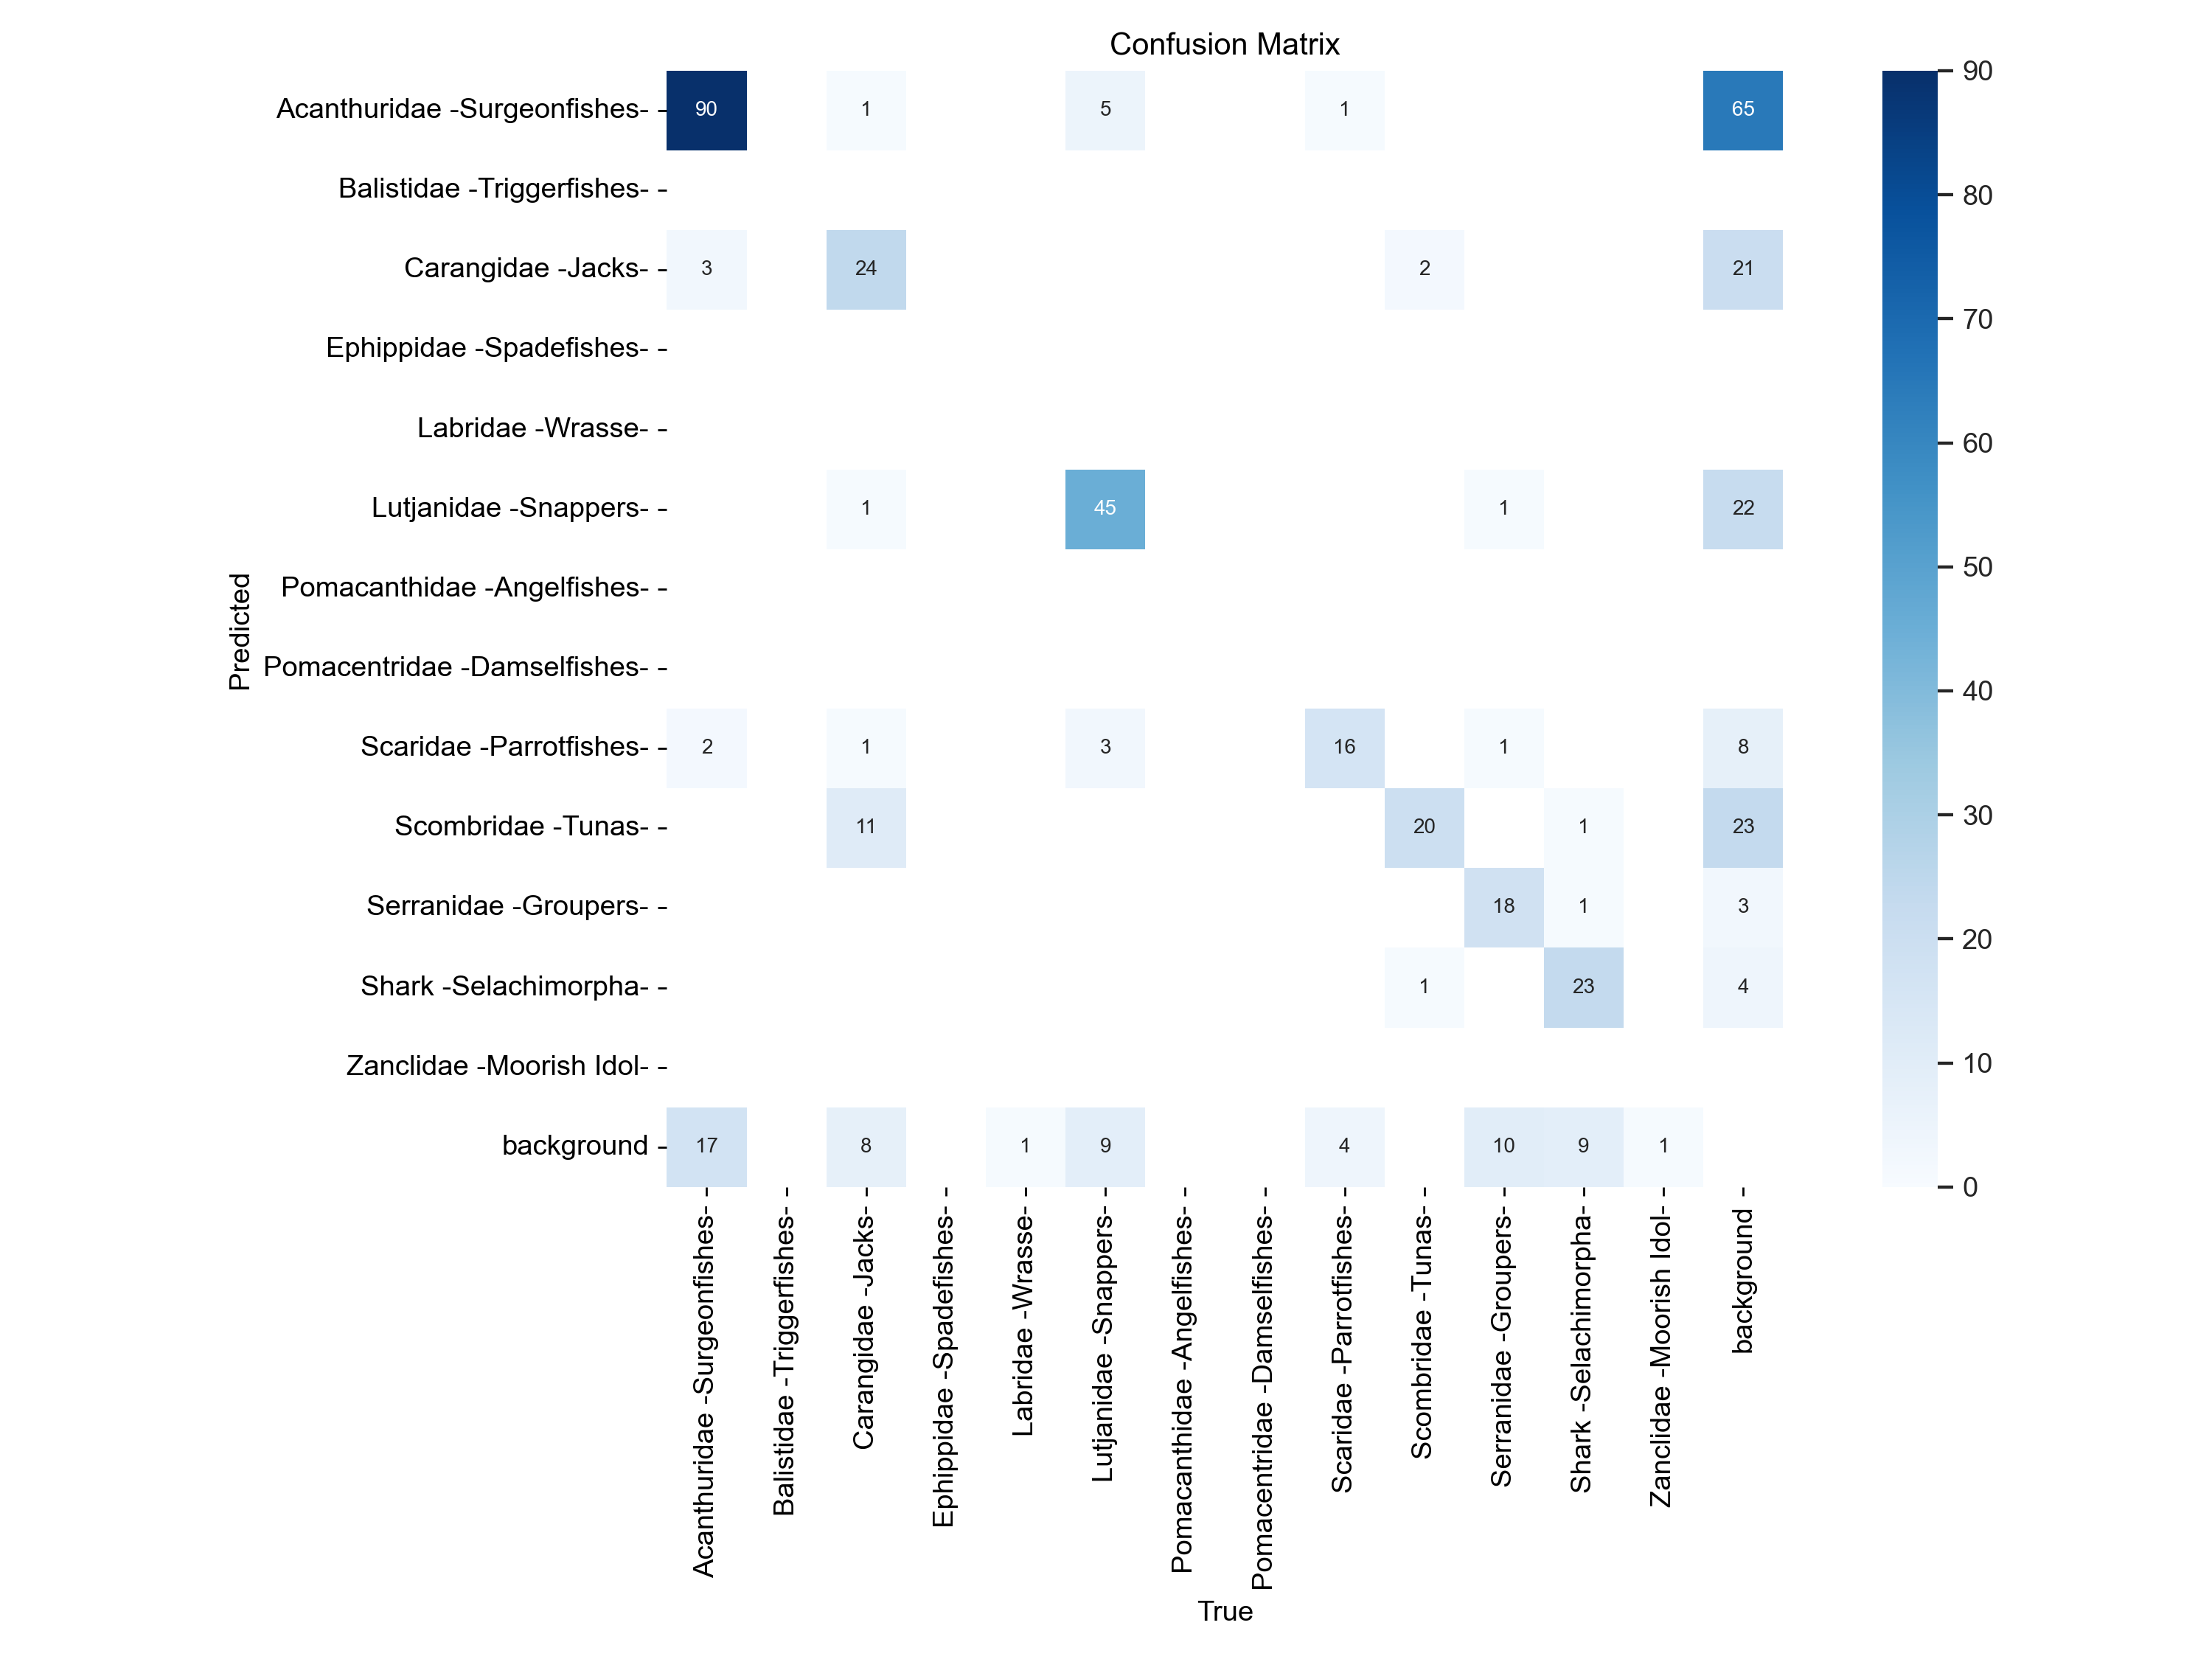 Confusion Matrix
Acanthuridae -Surgeonfishes- 90 1 5 1 65
Balistidae -Triggerfishes-
Carangidae -Jacks- 3 24 2 21
Ephippidae -Spadefishes-
Labridae -Wrasse-
Lutjanidae -Snappers- 1 45 1 22
Pomacanthidae -Angelfishes-
Pomacentridae -Damselfishes-
Scaridae -Parrotfishes- 2 1 3 16 1 8
Scombridae -Tunas- 11 20 1 23
Serranidae -Groupers- 18 1 3
Shark -Selachimorpha- 1 23 4
Zanclidae -Moorish Idol-
background 17 8 1 9 4 10 9 1
Predicted
Acanthuridae -Surgeonfishes-
Balistidae -Triggerfishes-
Carangidae -Jacks-
Ephippidae -Spadefishes-
Labridae -Wrasse-
Lutjanidae -Snappers-
Pomacanthidae -Angelfishes-
Pomacentridae -Damselfishes-
Scaridae -Parrotfishes-
Scombridae -Tunas-
Serranidae -Groupers-
Shark -Selachimorpha-
Zanclidae -Moorish Idol-
background
True
90
80
70
60
50
40
30
20
10
0